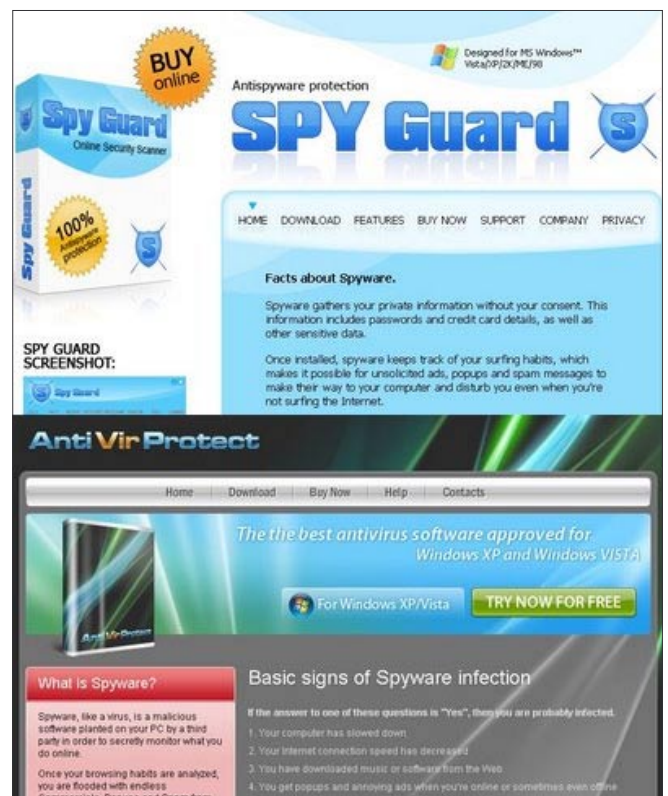 BUY
online
Designed for MS Windows™
Vista/XP/2K/ME/98
Antispyware protection
SPY Guard
S
Spy Guard
Online Security Scanner
Spy Guard
100%
Antispyware
protection
S
HOME DOWNLOAD FEATURES BUY NOW SUPPORT COMPANY PRIVACY
Facts about Spyware.
Spyware gathers your private information without your consent. This
information includes passwords and credit card details, as well as
other sensitive data.
Once installed, spyware keeps track of your surfing habits, which
makes it possible for unsolicited ads, popups and spam messages to
make their way to your computer and disturb you even when you're
not surfing the Internet.
SPY GUARD
SCREENSHOT:
Spy Guard
AntiVirProtect
Home Download Buy Now Help Contacts
The the best antivirus software approved for
Windows XP and Windows VISTA
For Windows XP/Vista
TRY NOW FOR FREE
AntiVirProtect
What is Spyware?
Spyware, like a virus, is a malicious
software planted on your PC by a third
party in order to secretly monitor what you
do online.
Once your browsing habits are analyzed,
you are flooded with endless
Basic signs of Spyware infection
If the answer to one of these questions is "Yes", then you are probably infected.
1. Your computer has slowed down
2. Your Internet connection speed has decreased
3. You have downloaded music or software from the Web
4. You get popups and annoying ads when you're online or sometimes even offline